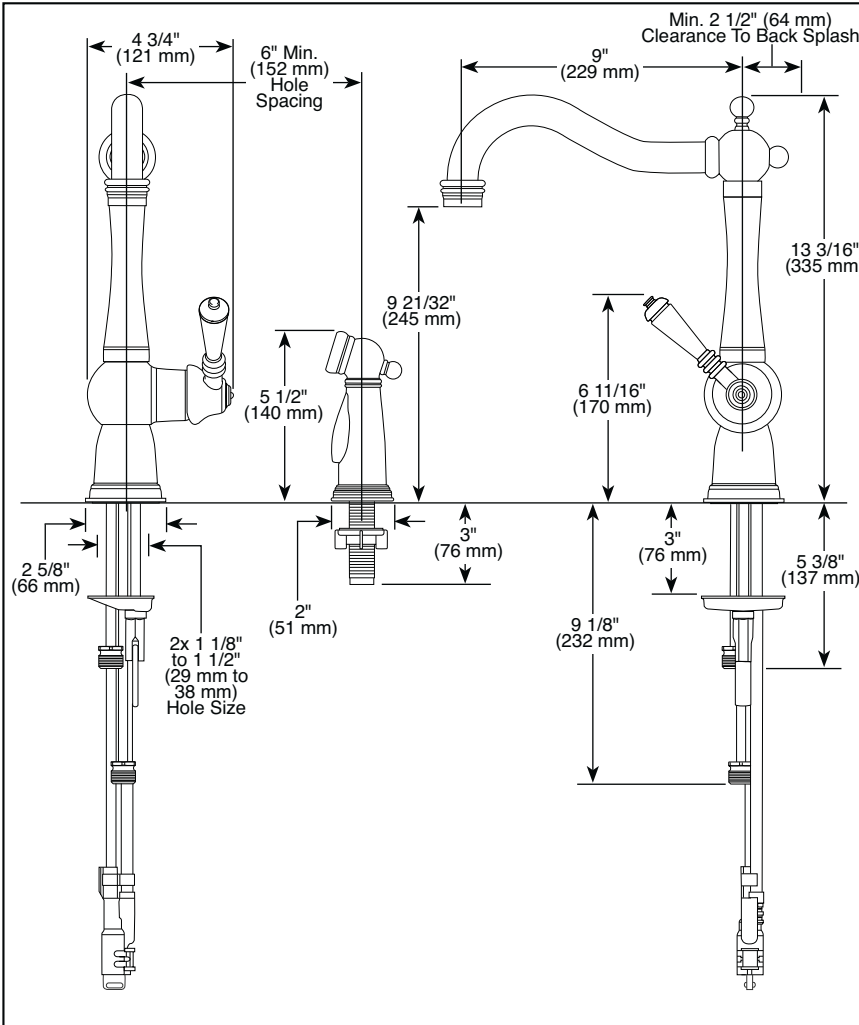 4 3/4"
(121 mm)
6" Min.
(152 mm)
Hole
Spacing
9"
(229 mm)
Min. 2 1/2" (64 mm)
Clearance To Back Splash
13 3/16"
(335 mm
9 21/32"
(245 mm)
5 1/2"
(140 mm)
6 11/16"
(170 mm)
2 5/8"
(66 mm)
2x 1 1/8"
to 1 1/2"
(29 mm to
38 mm)
Hole Size
2"
(51 mm)
3"
(76 mm)
9 1/8"
(232 mm)
3"
(76 mm)
5 3/8"
(137 mm)